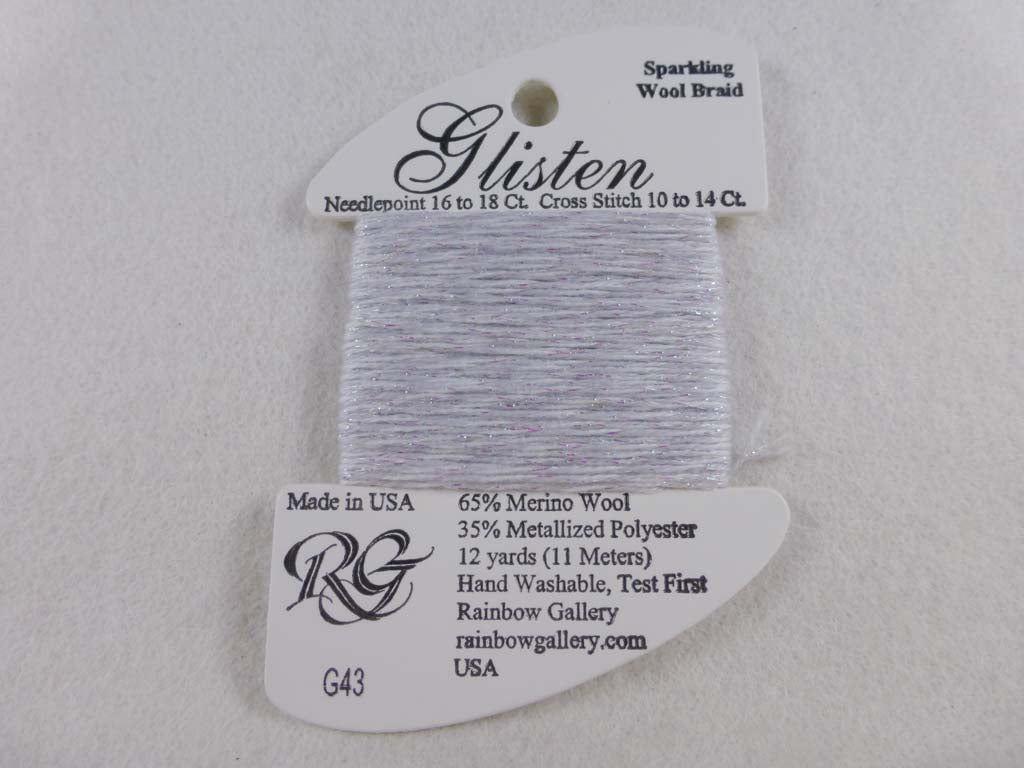 Sparkling
Wool Braid
Glisten
Needlepoint 16 to 18 Ct. Cross Stitch 10 to 14 Ct.
Made in USA
RG
G43
65% Merino Wool
35% Metallized Polyester
12 yards (11 Meters)
Hand Washable, Test First
Rainbow Gallery
rainbowgallery.com
USA